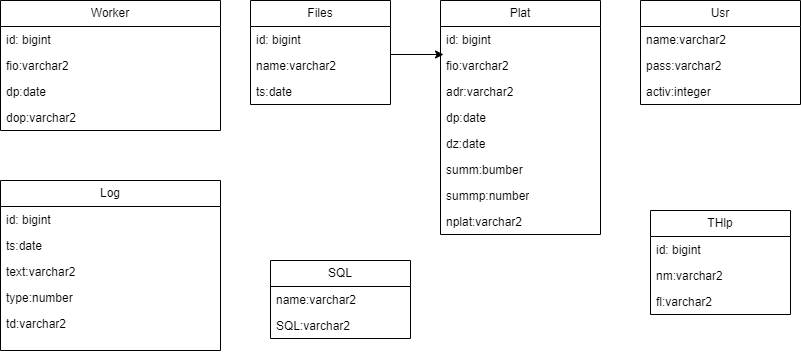 Worker
id: bigint
fio:varchar2
dp:date
dop:varchar2
Files
id: bigint
name:varchar2
ts:date
Plat
id: bigint
fio:varchar2
adr:varchar2
dp:date
dz:date
summ:bumber
summp:number
nplat:varchar2
Usr
name:varchar2
pass:varchar2
activ:integer
Log
id: bigint
ts:date
text:varchar2
type:number
td:varchar2
SQL
name:varchar2
SQL:varchar2
THlp
id: bigint
nm:varchar2
fl:varchar2